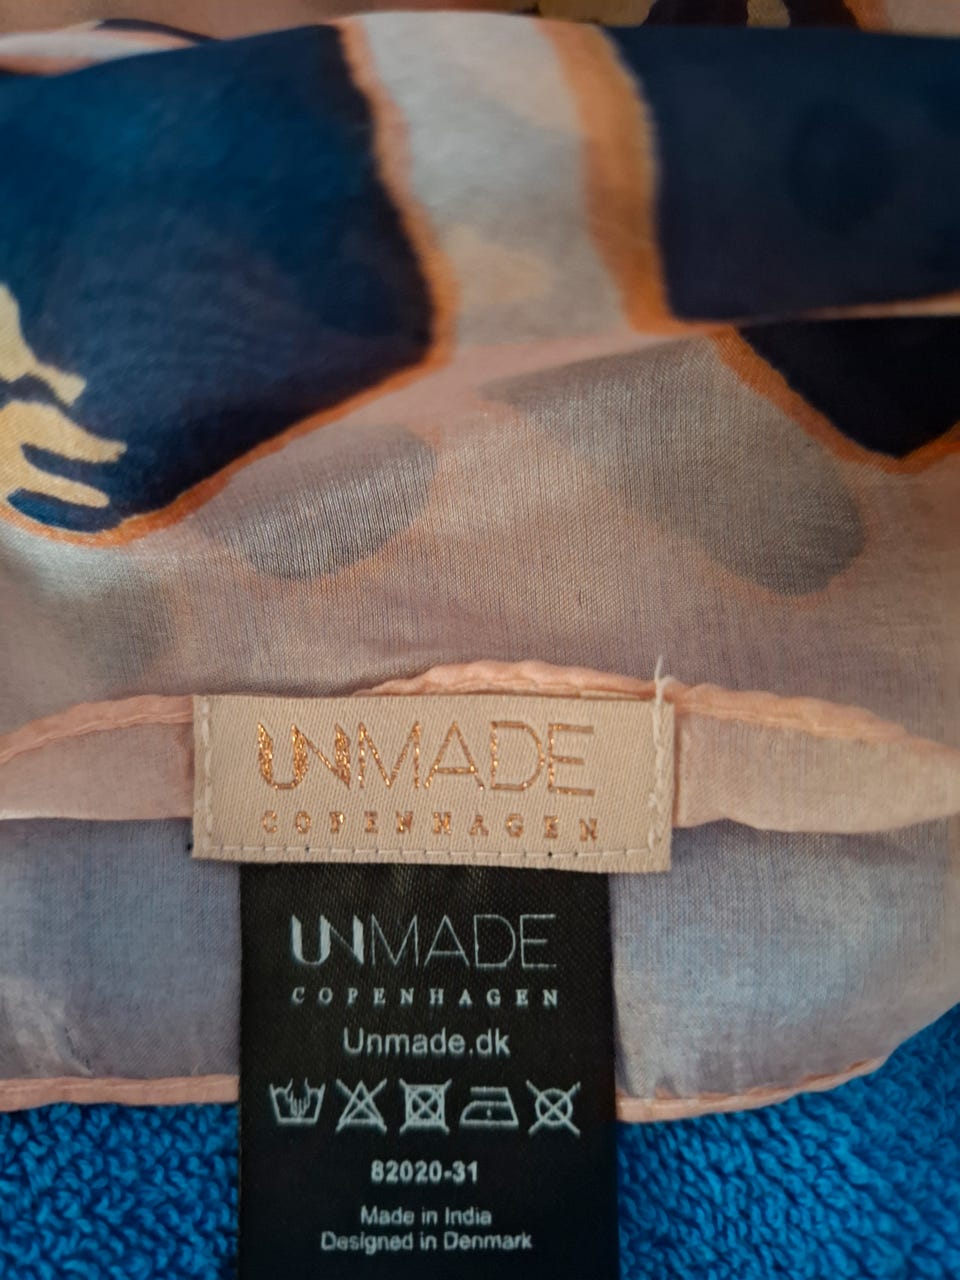 UNMADE
COPENHAGEN
UNMADE
COPENHAGEN
Unmade.dk
82020-31
Made in India
Designed in Denmark